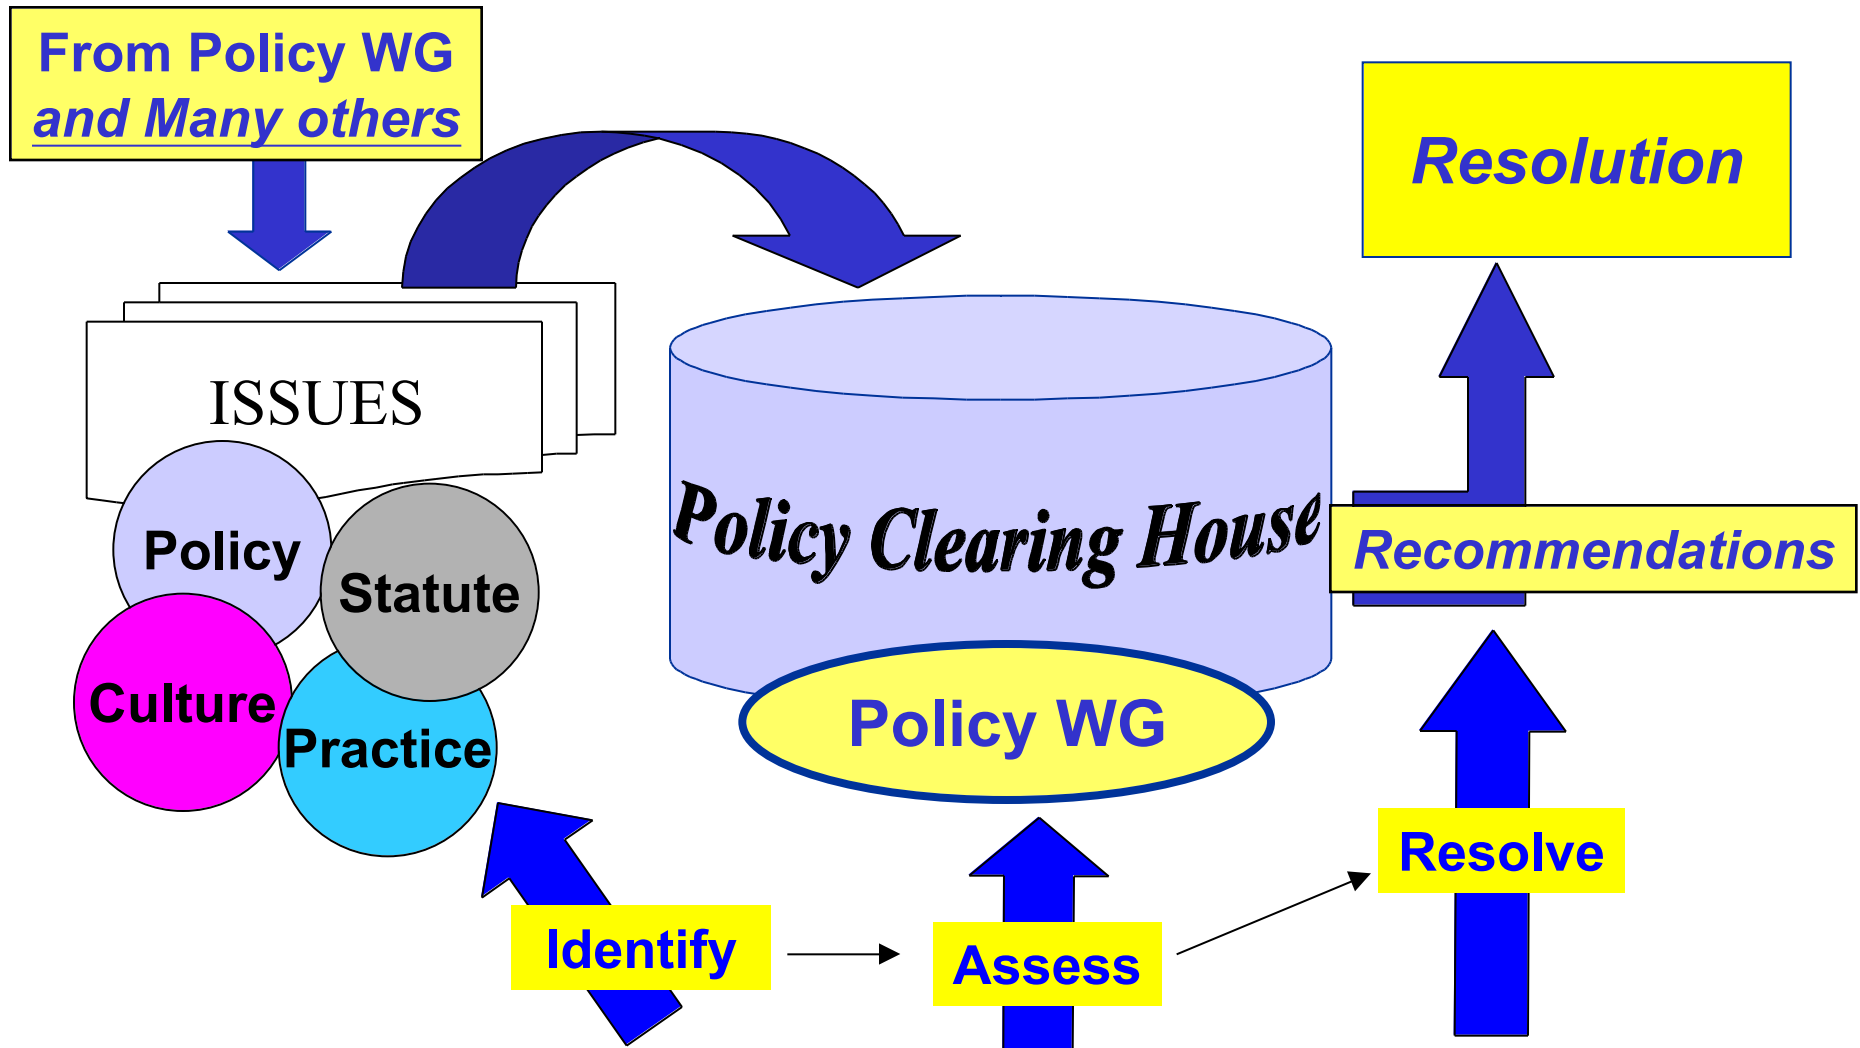 From Policy WG
and Many others
Resolution
ISSUES
Policy Clearing House
Recommendations
Policy
Statute
Culture
Practice
Policy WG
Resolve
Identify
Assess